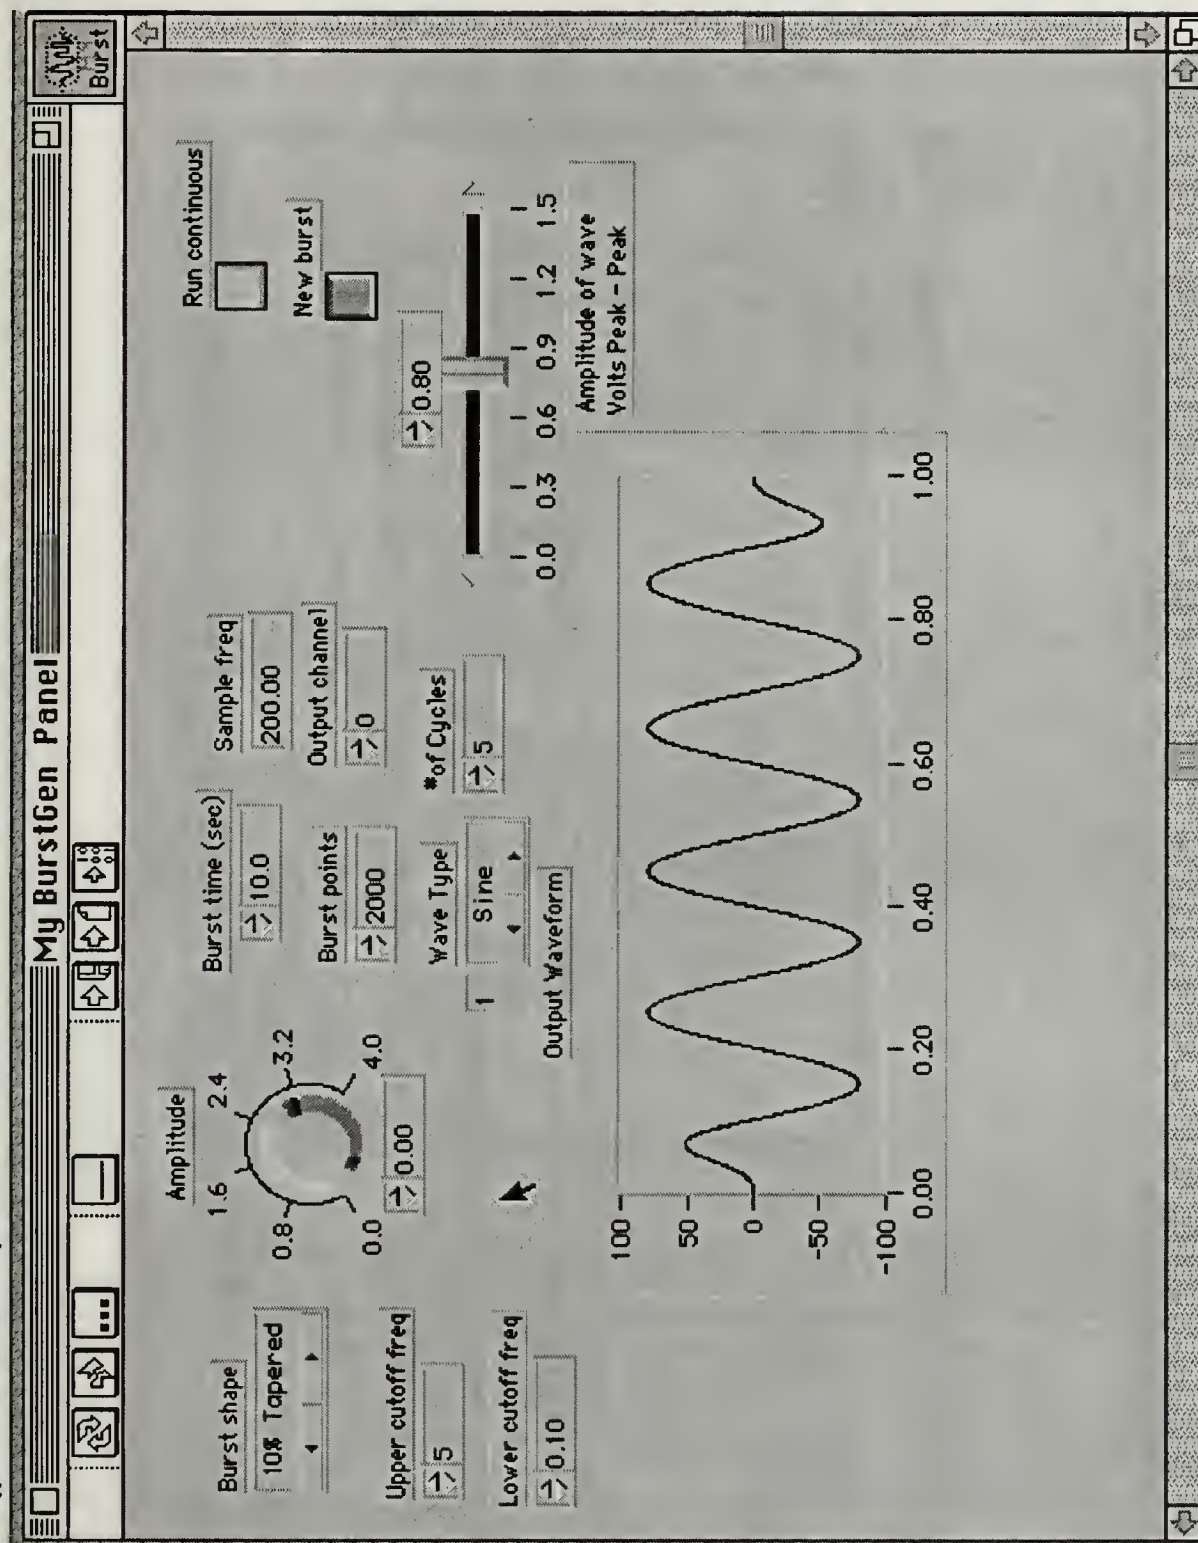 My BurstGen Panel
Burst
Burst shape
10% Tapered
Upper cutoff freq
5
Lower cutoff freq
0.10
Amplitude
0.0
0.8
1.6
2.4
3.2
4.0
0.00
Burst time (sec)
10.0
Sample freq
200.00
Run continuous
Burst points
2000
Output channel
0
New burst
Wave Type
1
Sine
#of Cycles
5
0.80
0.0 0.3 0.6 0.9 1.2 1.5
Amplitude of wave
Volts Peak - Peak
Output Waveform
100
50
0
-50
-100
0.00 0.20 0.40 0.60 0.80 1.00